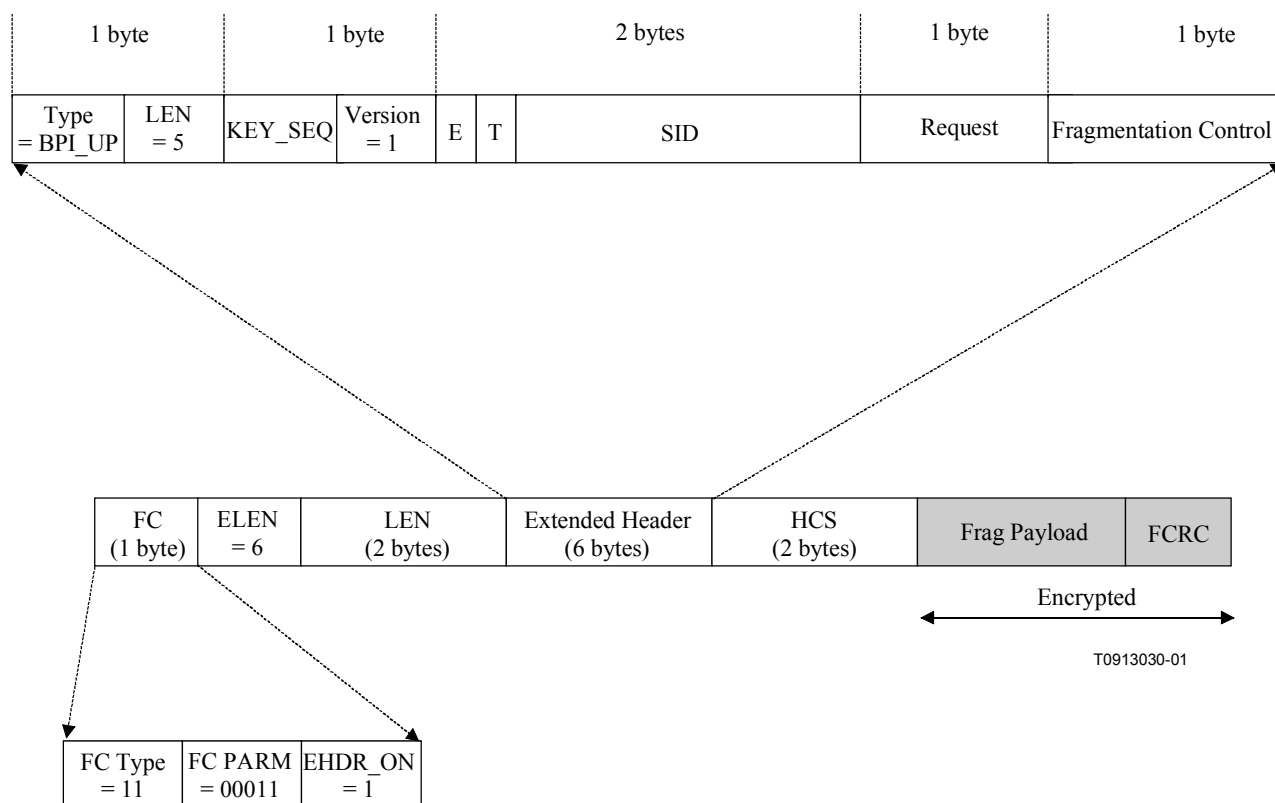 1 byte 1 byte 2 bytes 1 byte 1 byte
Type = BPI_UP
LEN = 5
KEY_SEQ
Version = 1
E
T
SID
Request
Fragmentation Control
FC (1 byte)
ELEN = 6
LEN (2 bytes)
Extended Header (6 bytes)
HCS (2 bytes)
Frag Payload
FCRC
Encrypted
T0913030-01
FC Type = 11
FC PARM = 00011
EHDR_ON = 1